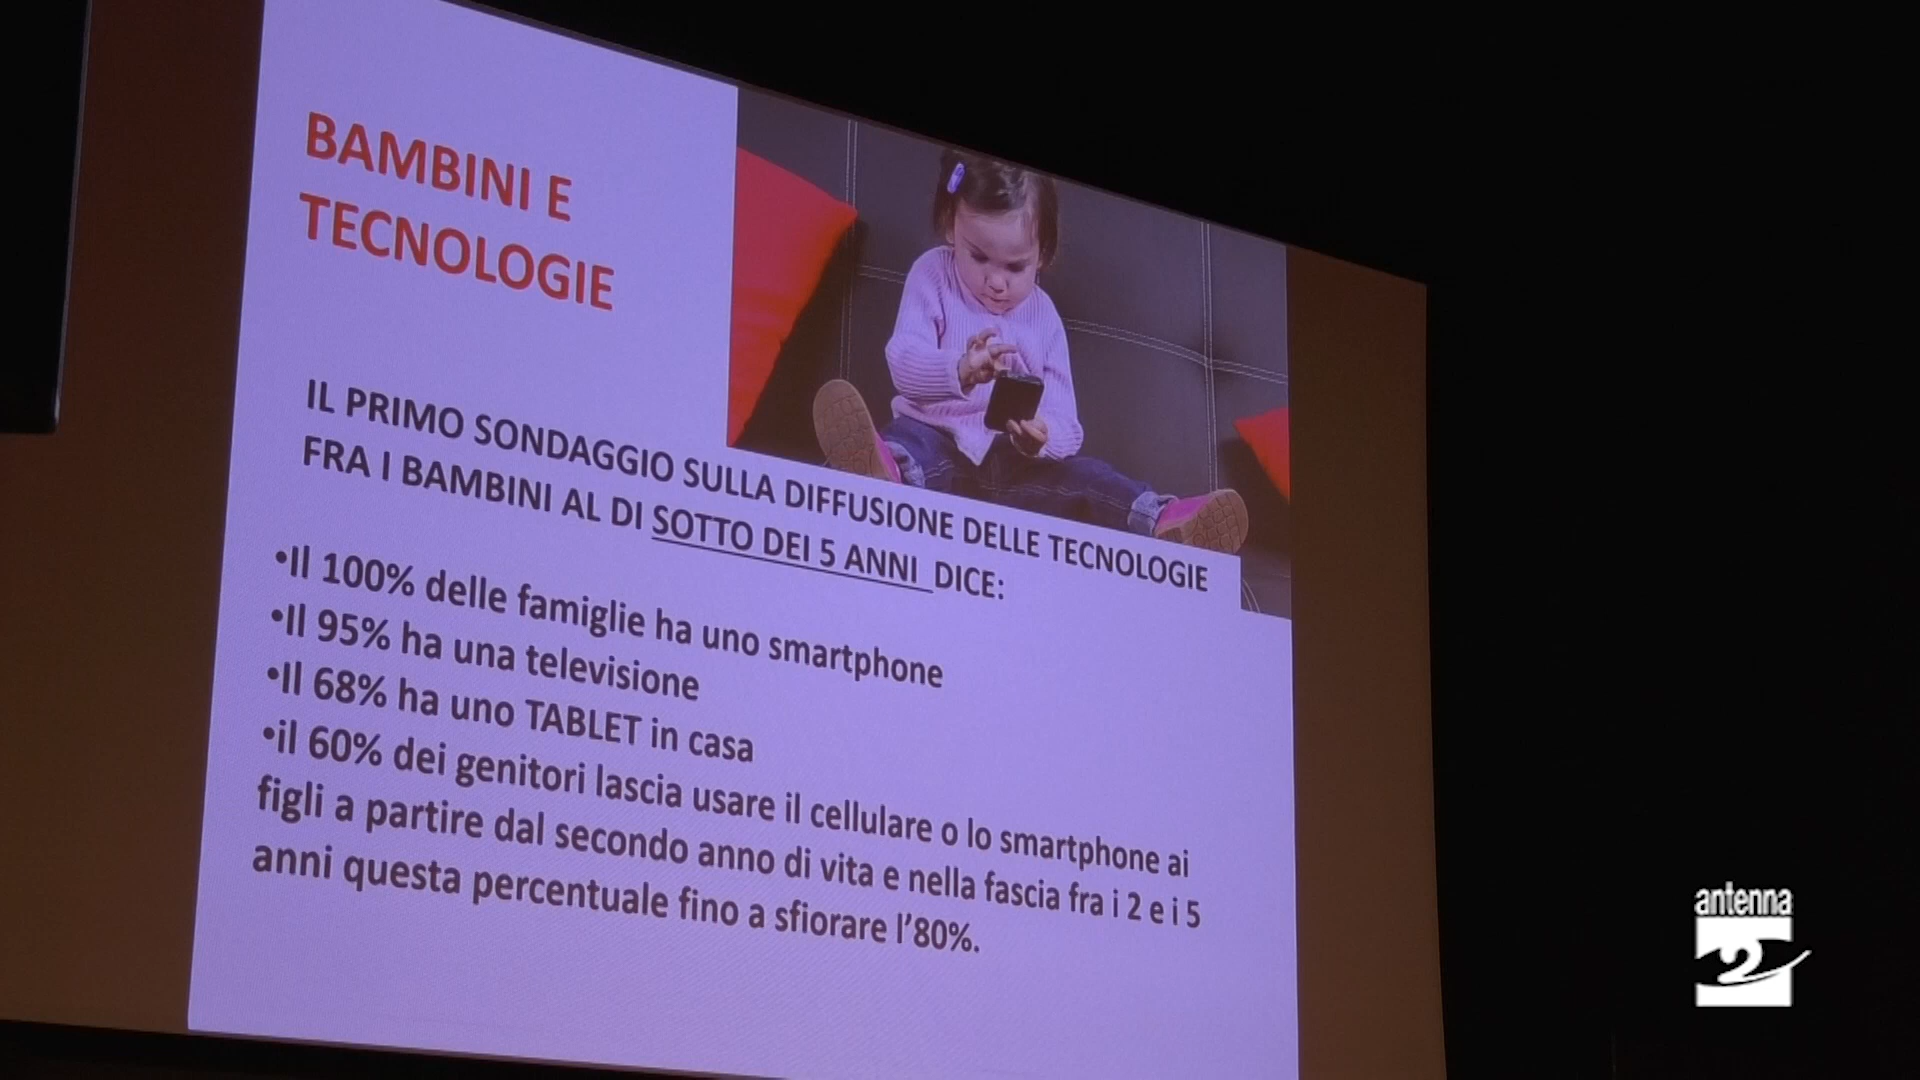 BAMBINI E
TECNOLOGIE
IL PRIMO SONDAGGIO SULLA DIFFUSIONE DELLE TECNOLOGIE
FRA I BAMBINI AL DI SOTTO DEI 5 ANNI DICE:
•Il 100% delle famiglie ha uno smartphone
•Il 95% ha una televisione
•Il 68% ha uno TABLET in casa
•il 60% dei genitori lascia usare il cellulare o lo smartphone ai
figli a partire dal secondo anno di vita e nella fascia fra i 2 e i 5
anni questa percentuale fino a sfiorare l’80%.
antenna
2